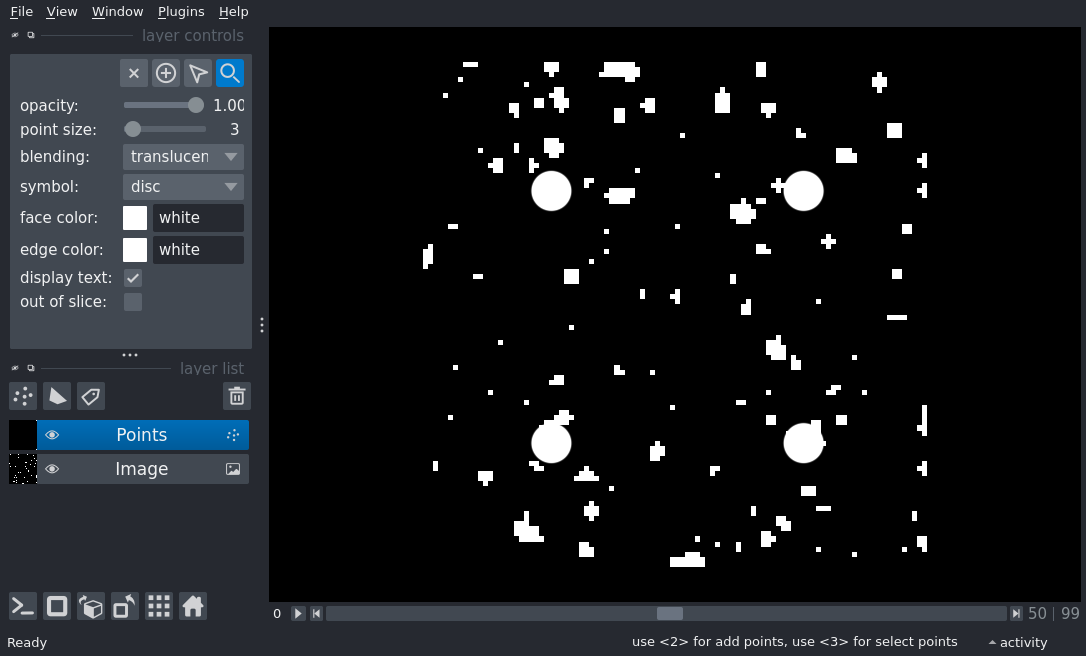 File View Window Plugins Help
layer controls
opacity: 1.00
point size: 3
blending: translucen
symbol: disc
face color: white
edge color: white
display text:
out of slice:
layer list
Points
Image
0 50 | 99
Ready use <2> for add points, use <3> for select points activity